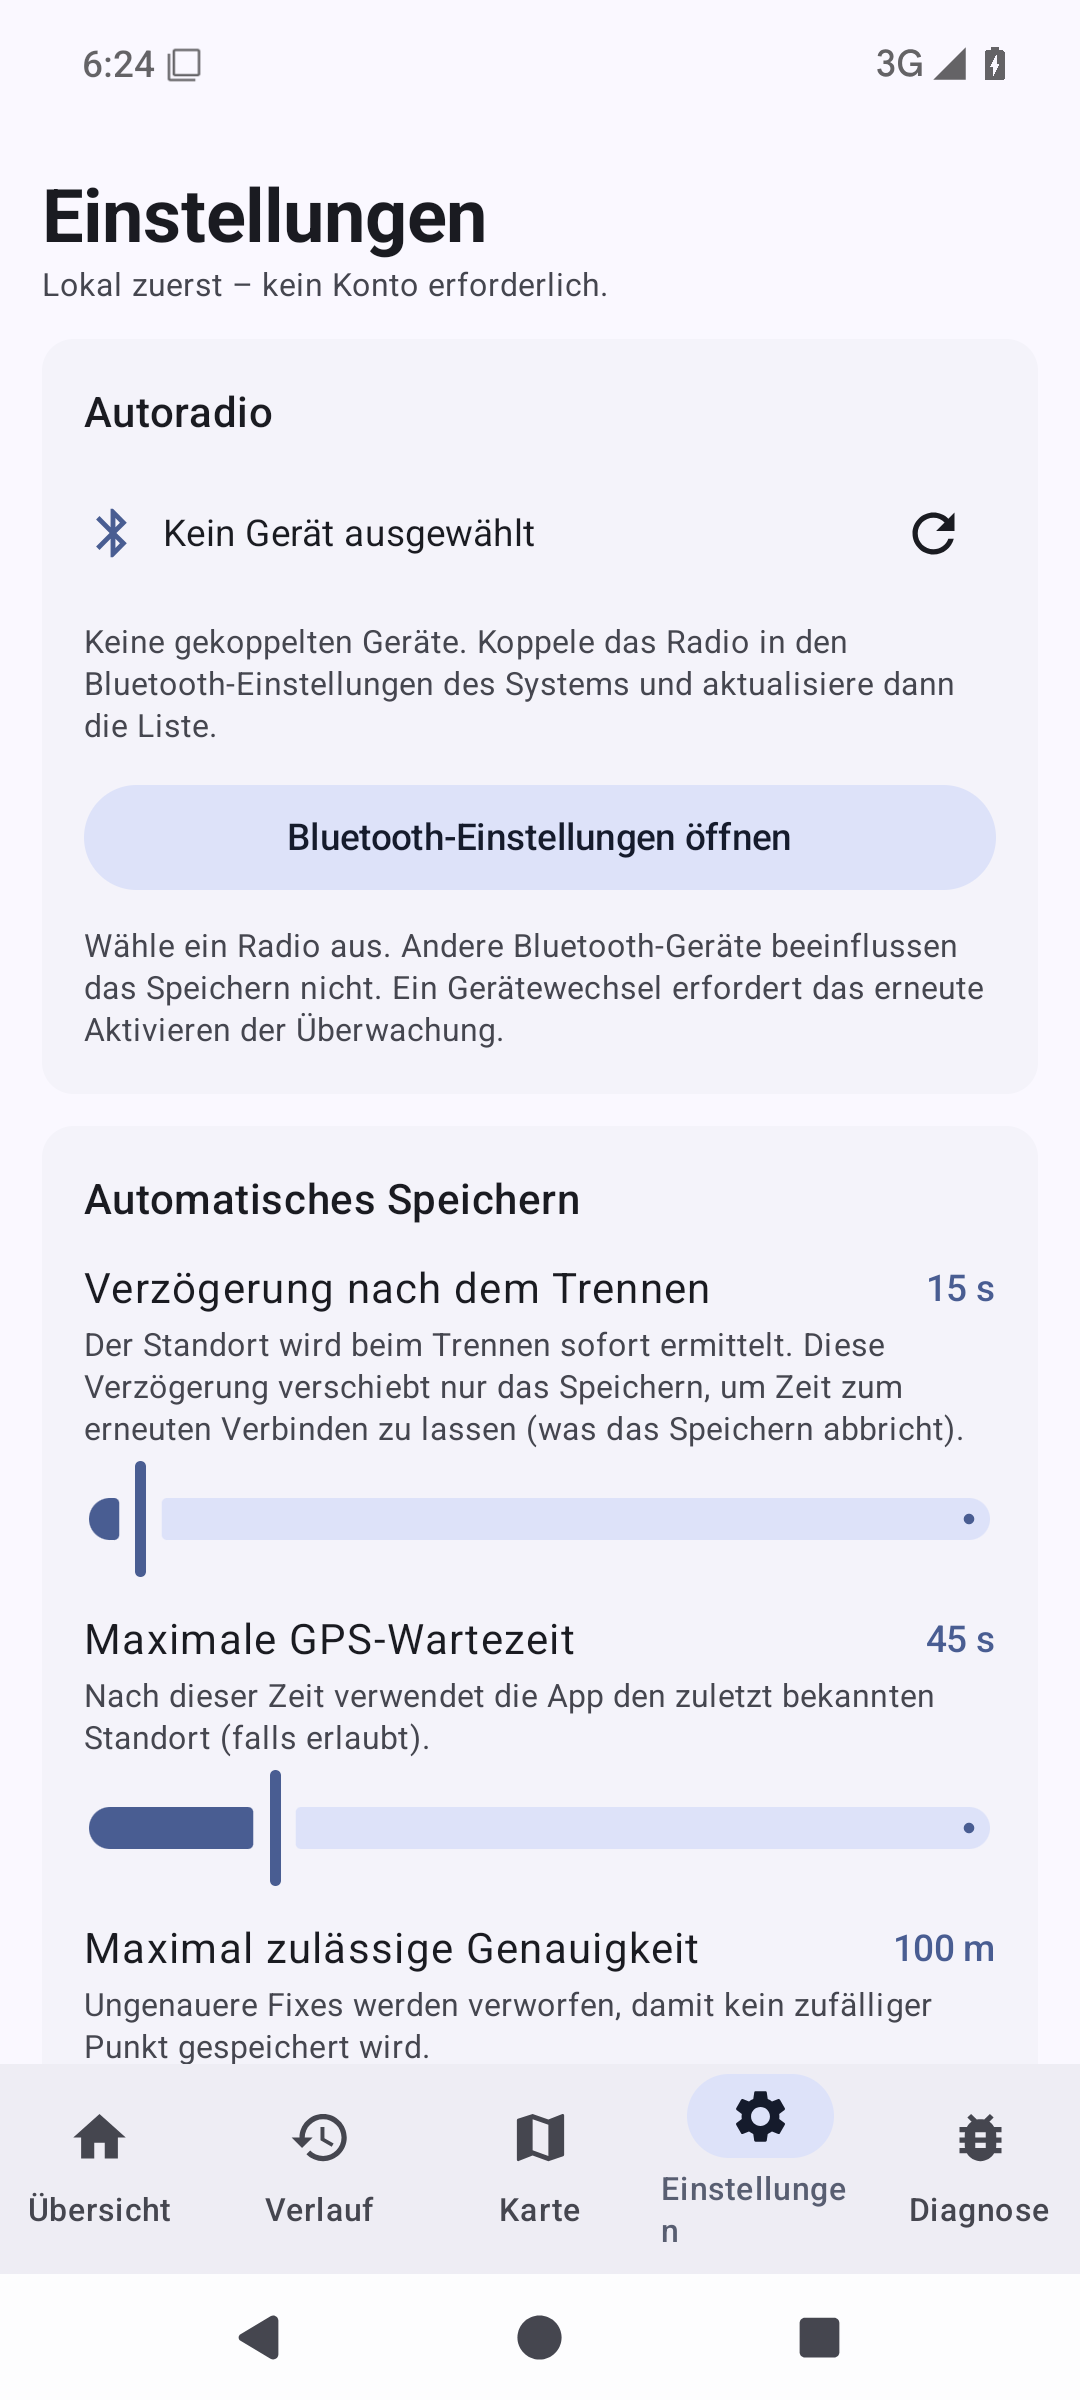 6:24
3G
Einstellungen
Lokal zuerst – kein Konto erforderlich.
Autoradio
Kein Gerät ausgewählt
Keine gekoppelten Geräte. Koppele das Radio in den
Bluetooth-Einstellungen des Systems und aktualisiere dann
die Liste.
Bluetooth-Einstellungen öffnen
Wähle ein Radio aus. Andere Bluetooth-Geräte beeinflussen
das Speichern nicht. Ein Gerätewechsel erfordert das erneute
Aktivieren der Überwachung.
Automatisches Speichern
Verzögerung nach dem Trennen 15 s
Der Standort wird beim Trennen sofort ermittelt. Diese
Verzögerung verschiebt nur das Speichern, um Zeit zum
erneuten Verbinden zu lassen (was das Speichern abbricht).
Maximale GPS-Wartezeit 45 s
Nach dieser Zeit verwendet die App den zuletzt bekannten
Standort (falls erlaubt).
Maximal zulässige Genauigkeit 100 m
Ungenauere Fixes werden verworfen, damit kein zufälliger
Punkt gespeichert wird.
Übersicht
Verlauf
Karte
Einstellunge
n
Diagnose